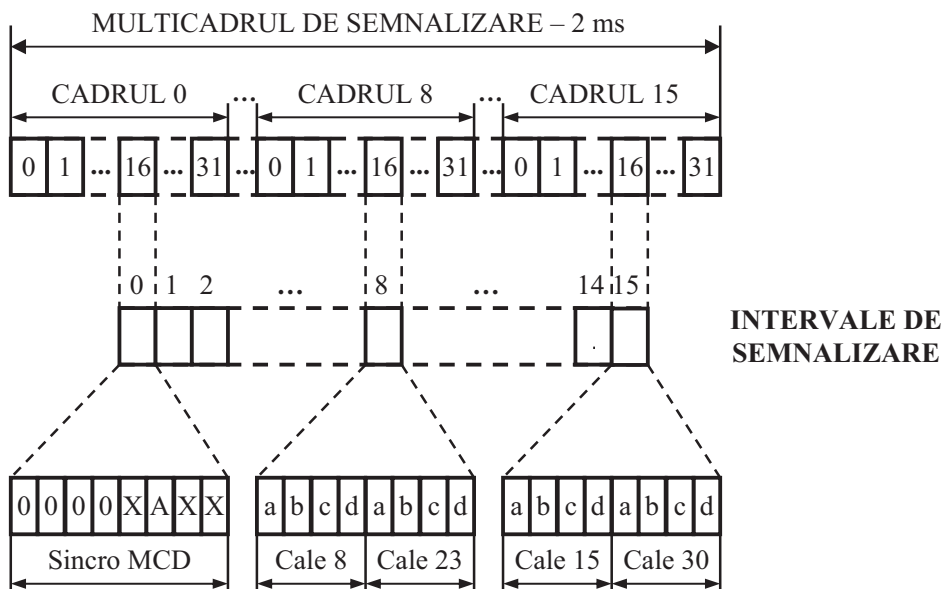 MULTICADRUL DE SEMNALIZARE – 2 ms
CADRUL 0 ... CADRUL 8 ... CADRUL 15
0 1 ... 16 ... 31 ... 0 1 ... 16 ... 31 ... 0 1 ... 16 ... 31
0 1 2 ... 8 ... 14 15
INTERVALE DE
SEMNALIZARE
0 0 0 0 X A X X a b c d a b c d a b c d a b c d
Sincro MCD Cale 8 Cale 23 Cale 15 Cale 30